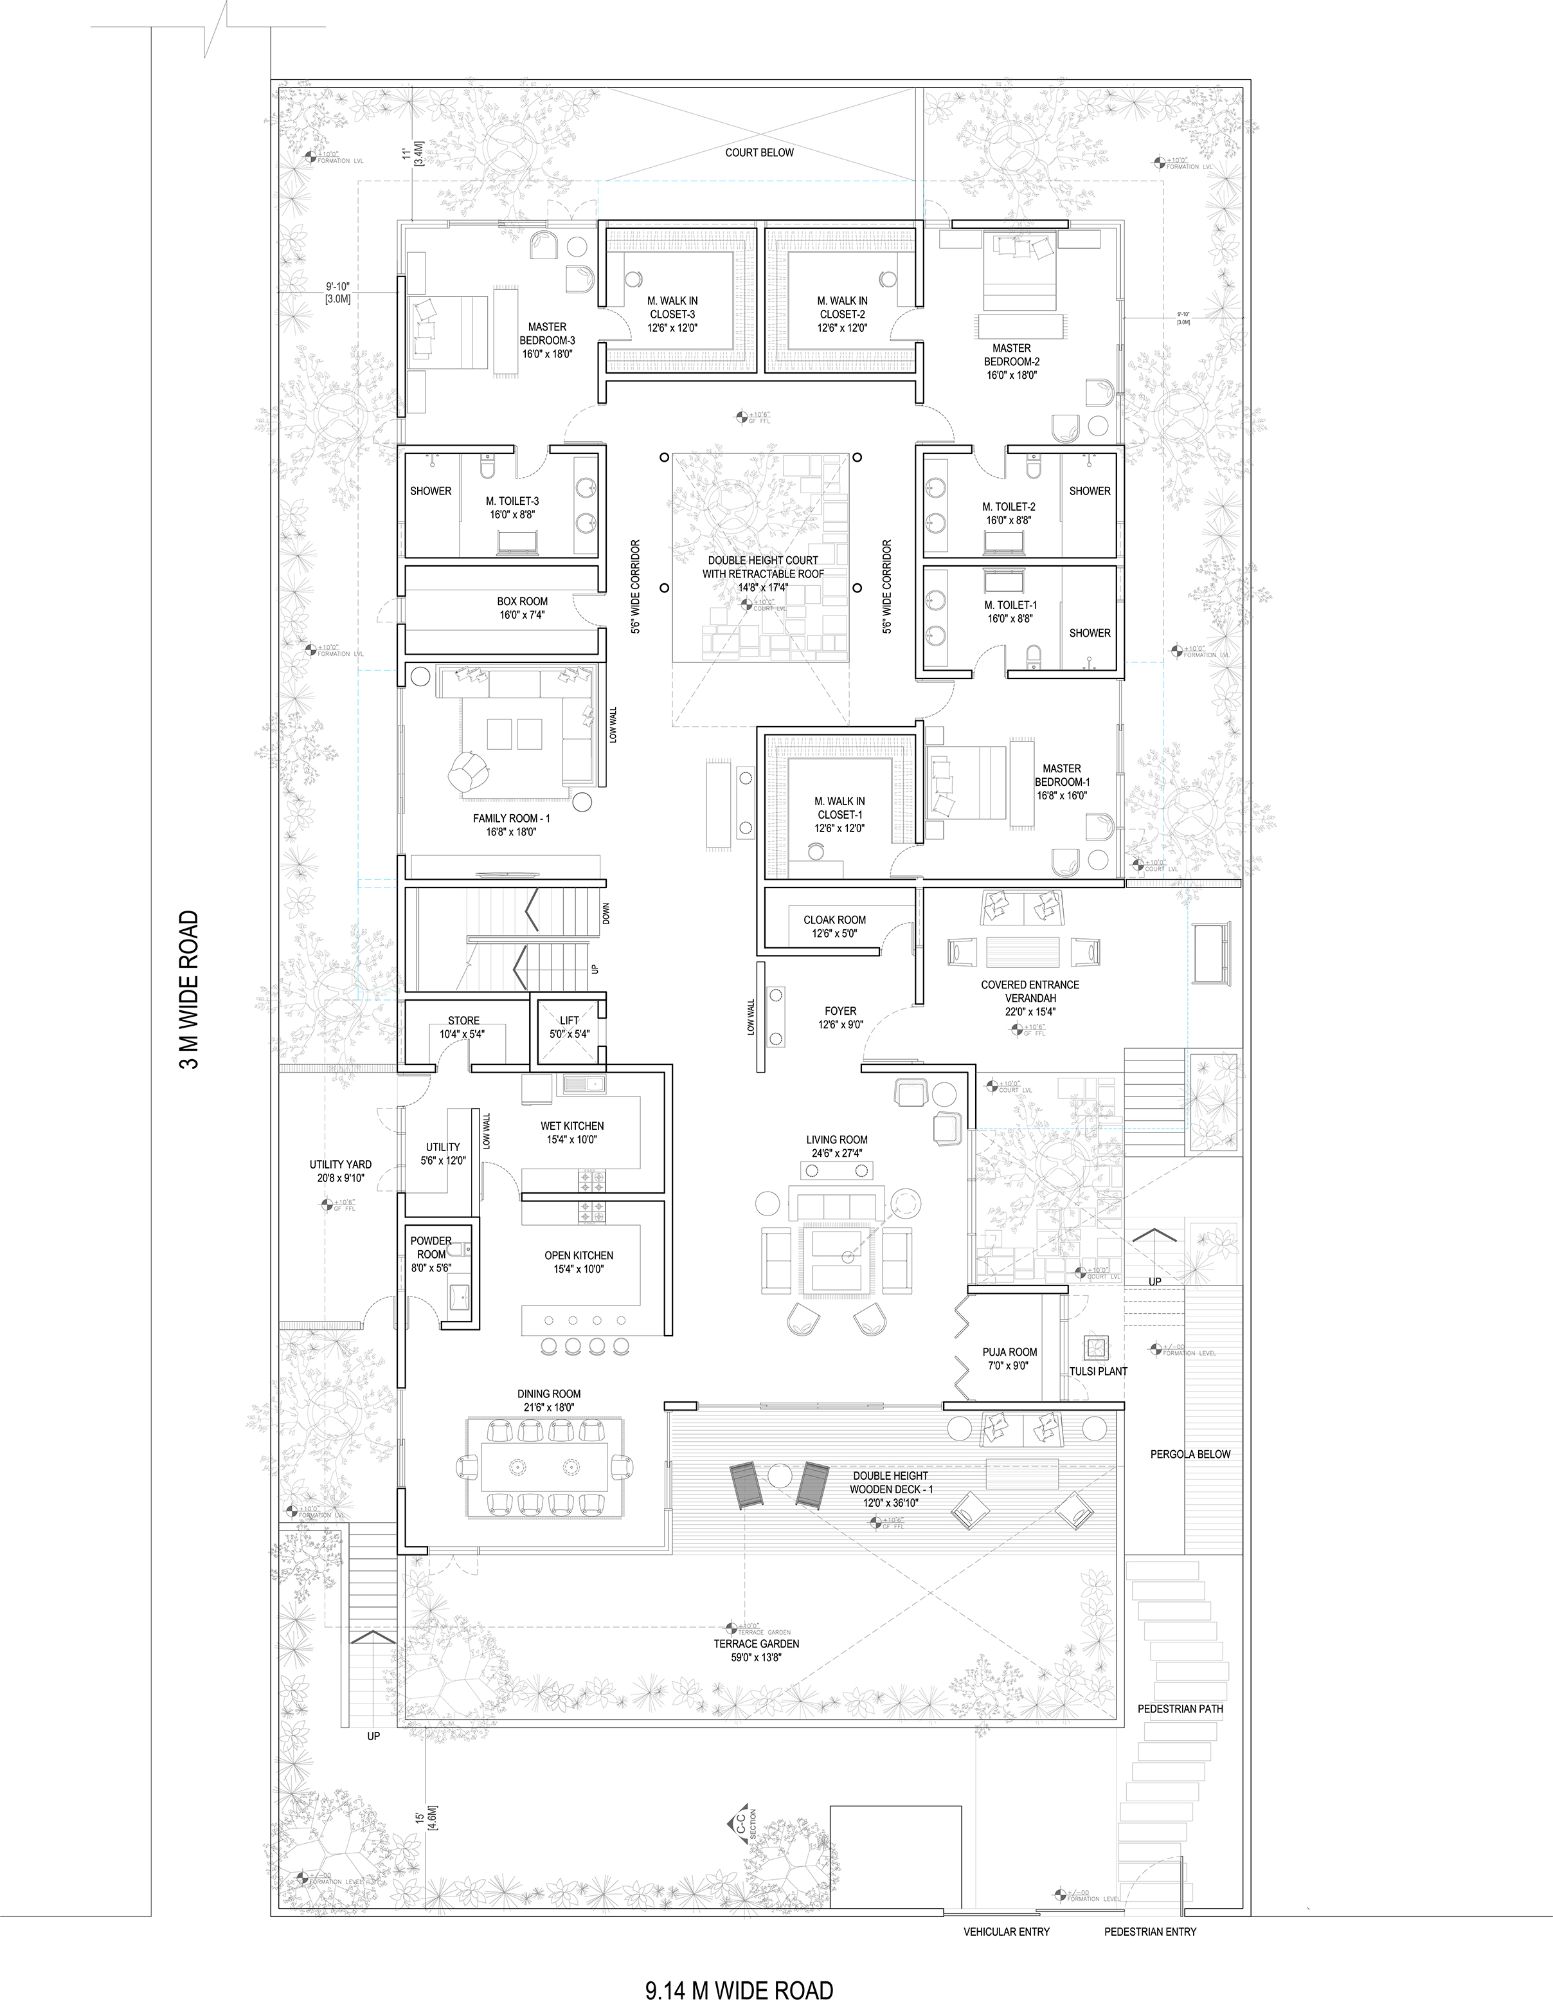 COURT BELOW
11'
[3.4M]
+10'0"
FORMATION LVL
+10'0"
FORMATION LVL
9'-10"
[3.0M]
MASTER
BEDROOM-3
16'0" x 18'0"
M. WALK IN
CLOSET-3
12'6" x 12'0"
M. WALK IN
CLOSET-2
12'6" x 12'0"
MASTER
BEDROOM-2
16'0" x 18'0"
9'-10"
[3.0M]
+10'6"
GF FFL
SHOWER
M. TOILET-3
16'0" x 8'8"
M. TOILET-2
16'0" x 8'8"
SHOWER
5'6" WIDE CORRIDOR
DOUBLE HEIGHT COURT
WITH RETRACTABLE ROOF
14'8" x 17'4"
+10'0"
COURT LVL
5'6" WIDE CORRIDOR
BOX ROOM
16'0" x 7'4"
M. TOILET-1
16'0" x 8'8"
SHOWER
+10'0"
FORMATION LVL
+10'0"
FORMATION LVL
LOW WALL
FAMILY ROOM - 1
16'8" x 18'0"
M. WALK IN
CLOSET-1
12'6" x 12'0"
MASTER
BEDROOM-1
16'8" x 16'0"
+10'0"
COURT LVL
DOWN
UP
CLOAK ROOM
12'6" x 5'0"
COVERED ENTRANCE
VERANDAH
22'0" x 15'4"
+10'6"
GF FFL
3 M WIDE ROAD
STORE
10'4" x 5'4"
LIFT
5'0" x 5'4"
LOW WALL
FOYER
12'6" x 9'0"
+10'0"
COURT LVL
UTILITY YARD
20'8 x 9'10"
+10'6"
GF FFL
UTILITY
5'6" x 12'0"
LOW WALL
WET KITCHEN
15'4" x 10'0"
LIVING ROOM
24'6" x 27'4"
POWDER
ROOM
8'0" x 5'6"
OPEN KITCHEN
15'4" x 10'0"
+10'0"
COURT LVL
UP
PUJA ROOM
7'0" x 9'0"
TULSI PLANT
+/-00
FORMATION LEVEL
DINING ROOM
21'6" x 18'0"
PERGOLA BELOW
DOUBLE HEIGHT
WOODEN DECK - 1
12'0" x 36'10"
+10'6"
GF FFL
+10'0"
FORMATION LVL
+10'0"
TERRACE GARDEN
TERRACE GARDEN
59'0" x 13'8"
UP
PEDESTRIAN PATH
15'
[4.6M]
C-C
SECTION
+/-00
FORMATION LEVEL
+/-00
FORMATION LEVEL
VEHICULAR ENTRY
PEDESTRIAN ENTRY
9.14 M WIDE ROAD